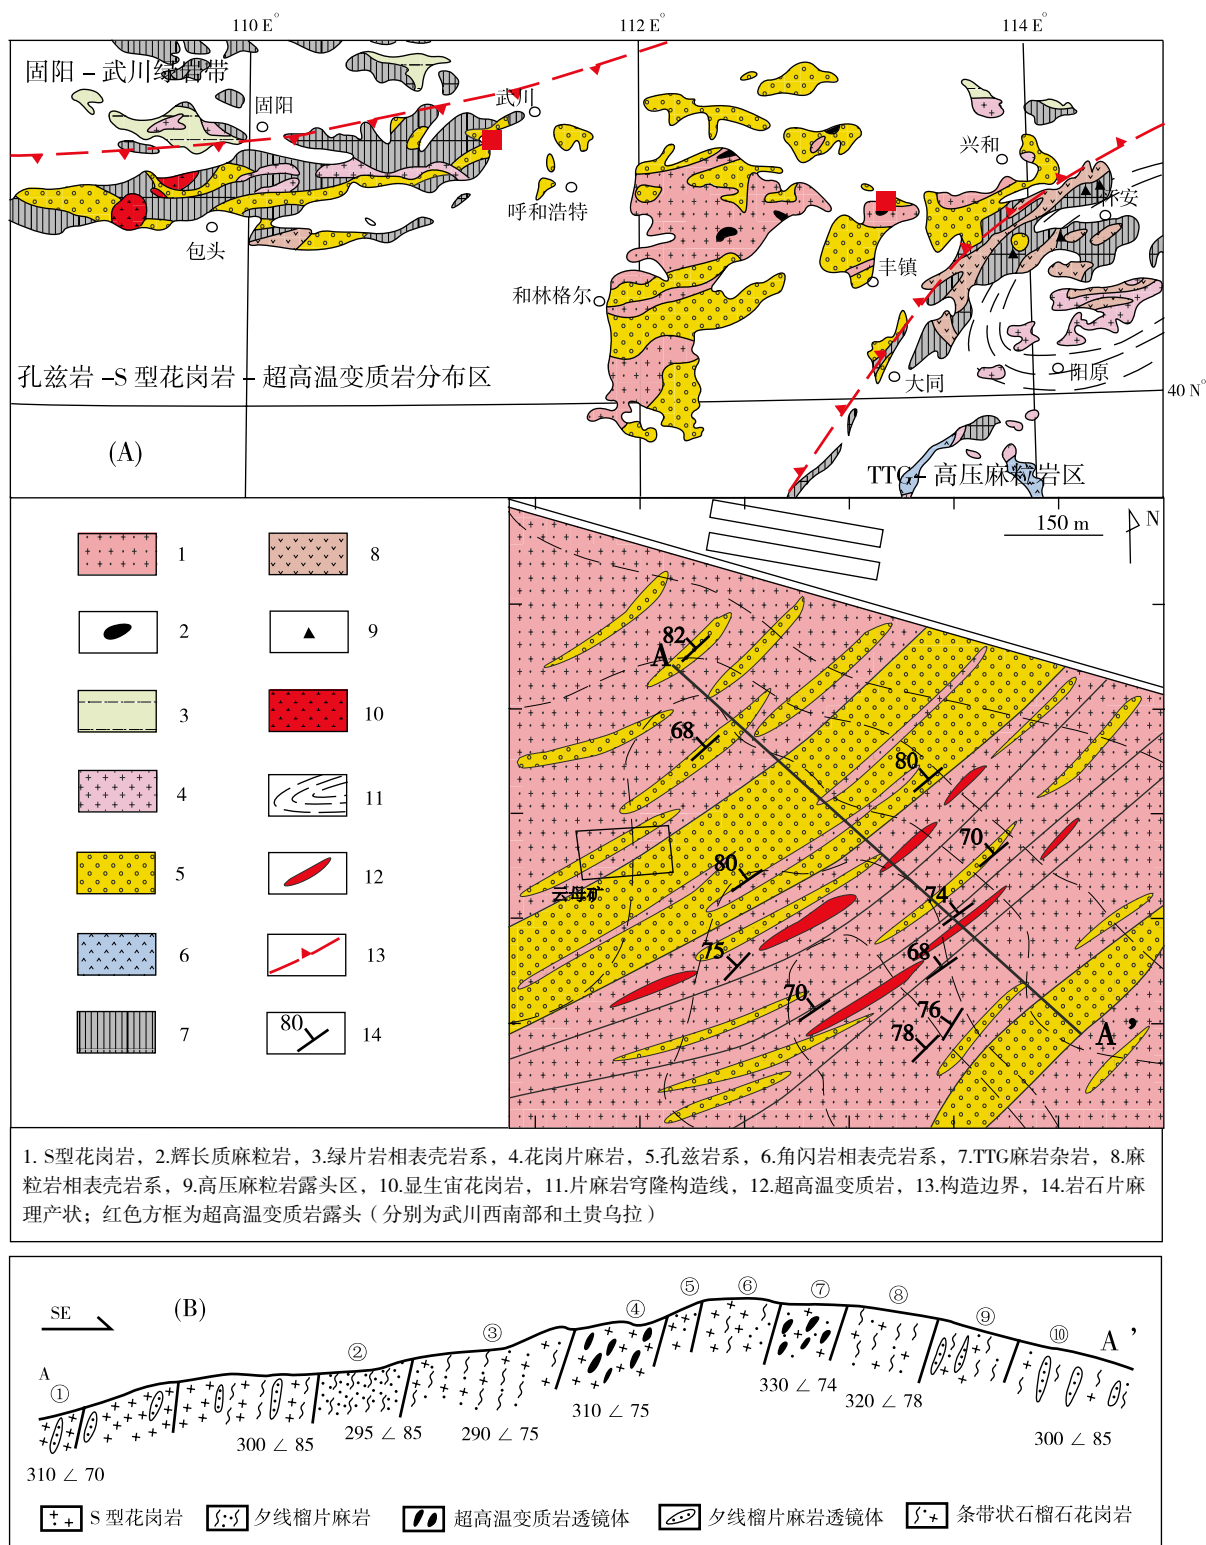 110 E°
112 E°
114 E°
固阳 – 武川绿岩带
固阳
武川
兴和
怀安
呼和浩特
包头
丰镇
和林格尔
孔兹岩 –S 型花岗岩 – 超高温变质岩分布区
大同
阳原
40 N°
(A)
TTG – 高压麻粒岩区
1
8
2
9
3
10
4
11
5
12
6
13
7
80
14
150 m
N
82
A
68
80
70
80
云母矿
74
75
68
70
76
78
A’
1. S型花岗岩，2.辉长质麻粒岩，3.绿片岩相表壳岩系，4.花岗片麻岩，5.孔兹岩系，6.角闪岩相表壳岩系，7.TTG麻岩杂岩，8.麻
粒岩相表壳岩系，9.高压麻粒岩露头区，10.显生宙花岗岩，11.片麻岩穹隆构造线，12.超高温变质岩，13.构造边界，14.岩石片麻
理产状；红色方框为超高温变质岩露头（分别为武川西南部和土贵乌拉）
SE
(B)
A
①
②
③
④
⑤
⑥
⑦
⑧
⑨
⑩
A’
310 ∠ 70
300 ∠ 85
295 ∠ 85
290 ∠ 75
310 ∠ 75
330 ∠ 74
320 ∠ 78
300 ∠ 85
S 型花岗岩
夕线榴片麻岩
超高温变质岩透镜体
夕线榴片麻岩透镜体
条带状石榴石花岗岩